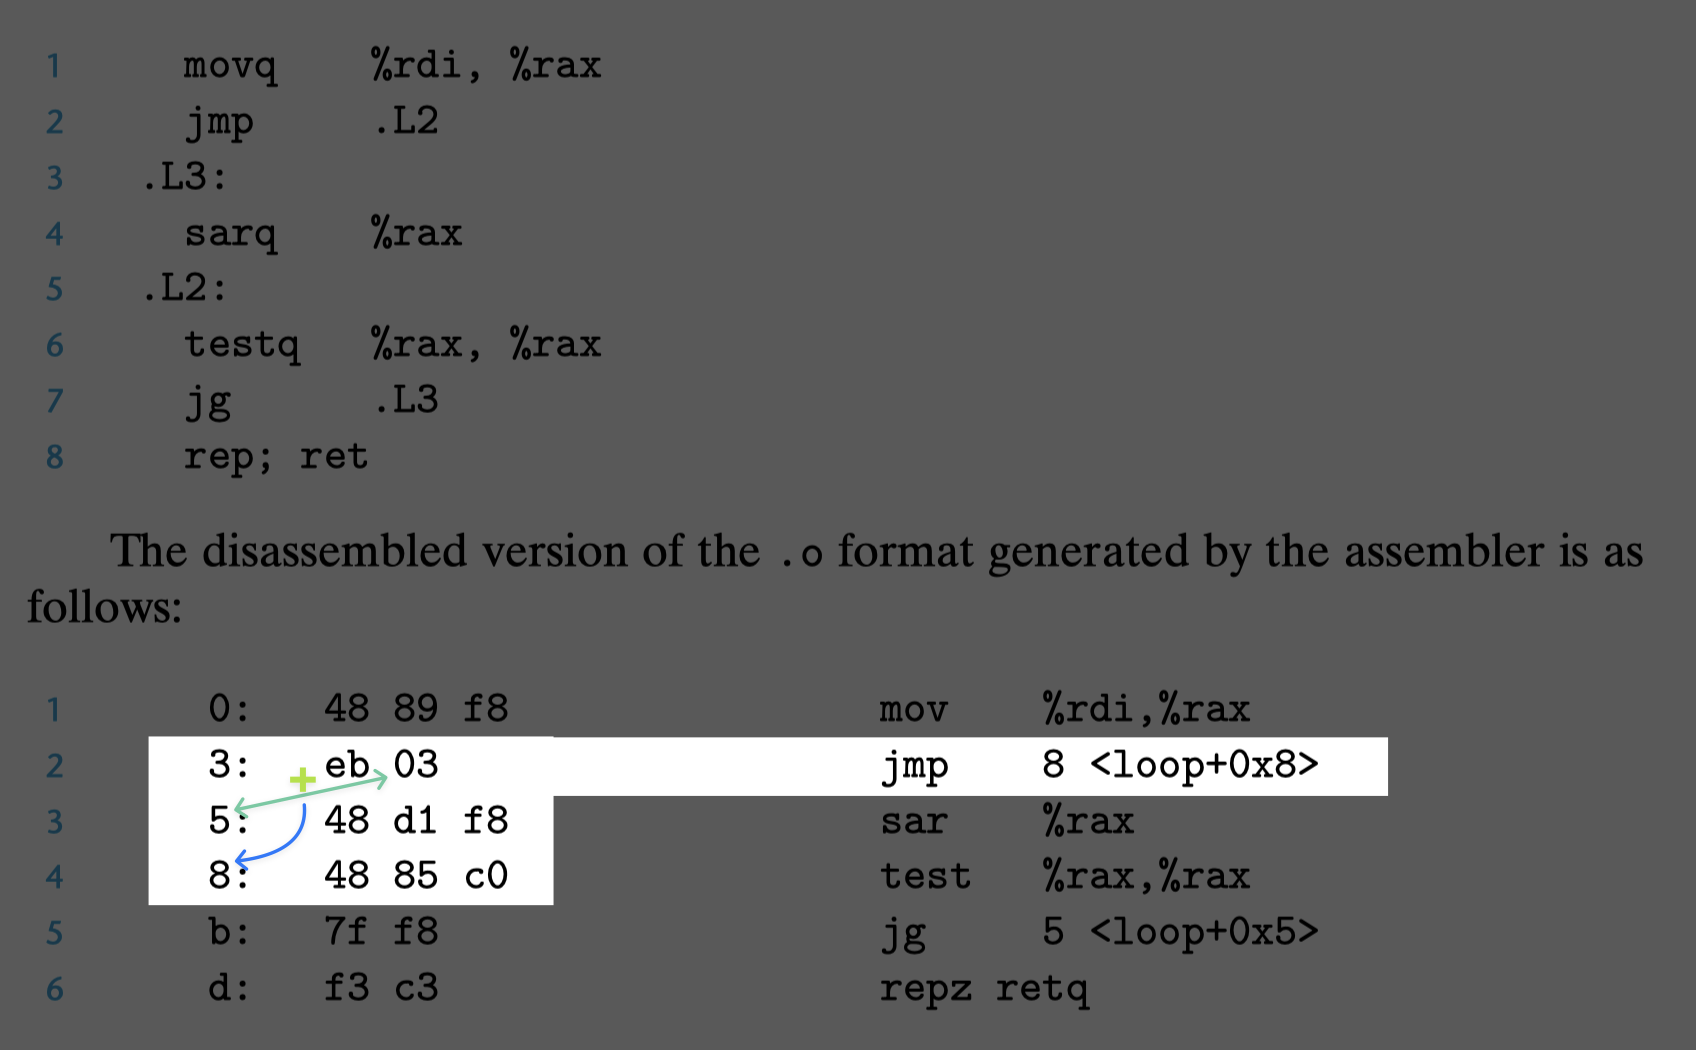 1 movq %rdi, %rax
2 jmp .L2
3 .L3:
4 sarq %rax
5 .L2:
6 testq %rax, %rax
7 jg .L3
8 rep; ret
The disassembled version of the .o format generated by the assembler is as
follows:
1 0: 48 89 f8 mov %rdi,%rax
2 3: eb 03 jmp 8 <loop+0x8>
+
3 5: 48 d1 f8 sar %rax
4 8: 48 85 c0 test %rax,%rax
5 b: 7f f8 jg 5 <loop+0x5>
6 d: f3 c3 repz retq